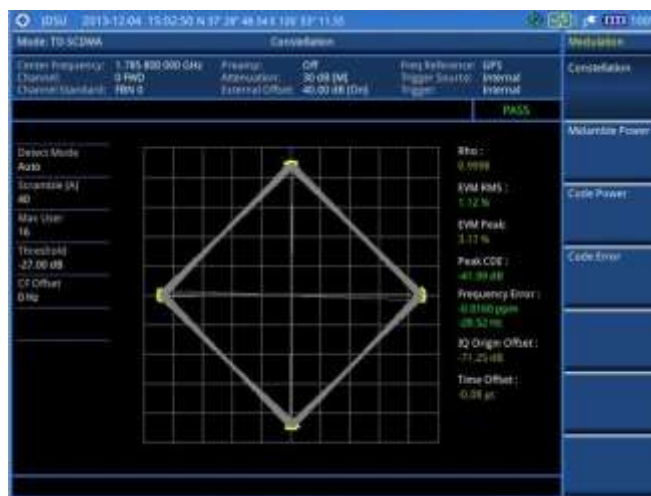 JDSU 2013-12-04 15:02:50 N 37° 28' 48.54 E 126° 53' 11.55
Mode: TD-SCDMA
Constellation
Modulation
Center Frequency: 1.785 800 000 GHz
Preamp: Off
Freq Reference: GPS
Channel: 0 FWD
Attenuation: 30 dB [M]
Trigger Source: Internal
Channel Standard: FBN 0
External Offset: 40.00 dB [On]
Trigger: Internal
Constellation
PASS
Midamble Power
Code Power
Code Error
Detect Mode
Auto
Scramble [A]
40
Max User
16
Threshold
-27.00 dB
CF Offset
0 Hz
Rho :
0.9998
EVM RMS :
1.12 %
EVM Peak:
3.17 %
Peak CDE :
-41.99 dB
Frequency Error :
-0.0160 ppm
-28.52 Hz
IQ Origin Offset :
-71.25 dB
Time Offset :
-0.08 µs